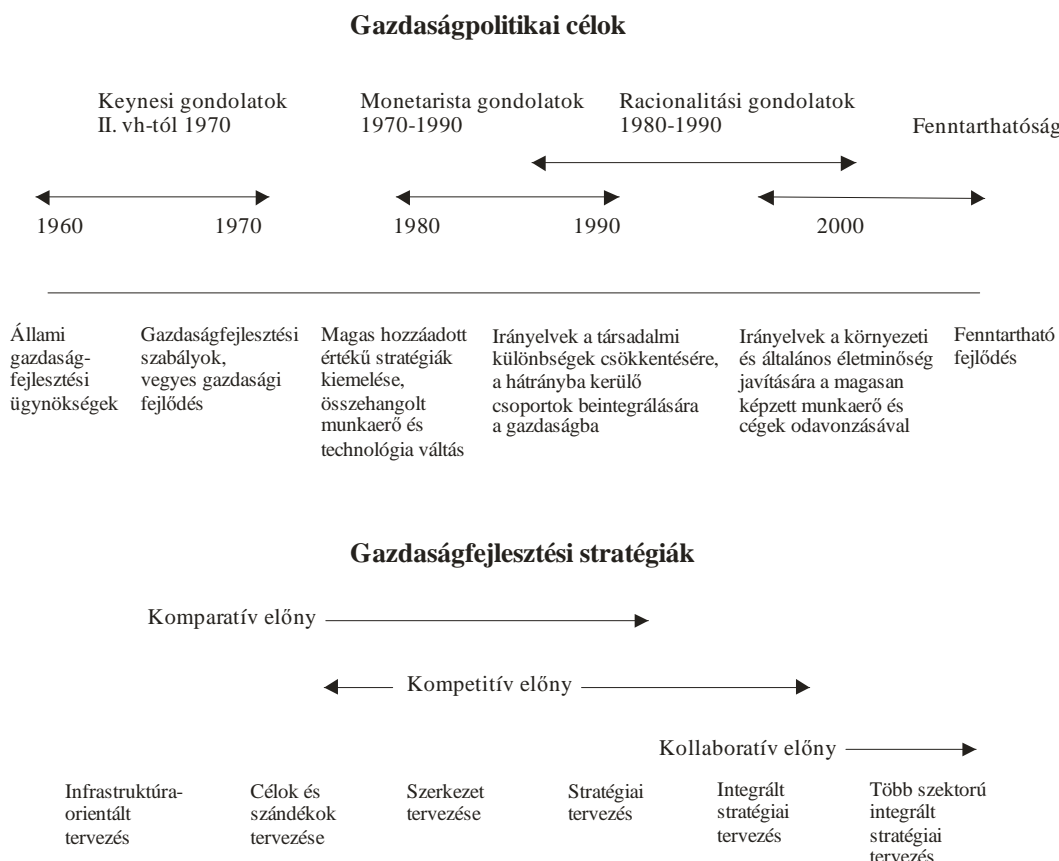 Gazdaságpolitikai célok
Keynesi gondolatok
II. vh-tól 1970
Monetarista gondolatok
1970-1990
Racionalitási gondolatok
1980-1990
Fenntarthatóság
1960
1970
1980
1990
2000
Állami
gazdaság-
fejlesztési
ügynökségek
Gazdaságfejlesztési
szabályok,
vegyes gazdasági
fejlődés
Magas hozzáadott
értékű stratégiák
kiemelése,
összehangolt
munkaerő és
technológia váltás
Irányelvek a társadalmi
különbségek csökkentésére,
a hátrányba kerülő
csoportok beintegrálására
a gazdaságba
Irányelvek a környezeti
és általános életminőség
javítására a magasan
képzett munkaerő és
cégek odavonzásával
Fenntartható
fejlődés
Gazdaságfejlesztési stratégiák
Komparatív előny
Kompetitív előny
Kollaboratív előny
Infrastruktúra-
orientált
tervezés
Célok és
szándékok
tervezése
Szerkezet
tervezése
Stratégiai
tervezés
Integrált
stratégiai
tervezés
Több szektorú
integrált
stratégiai
tervezés